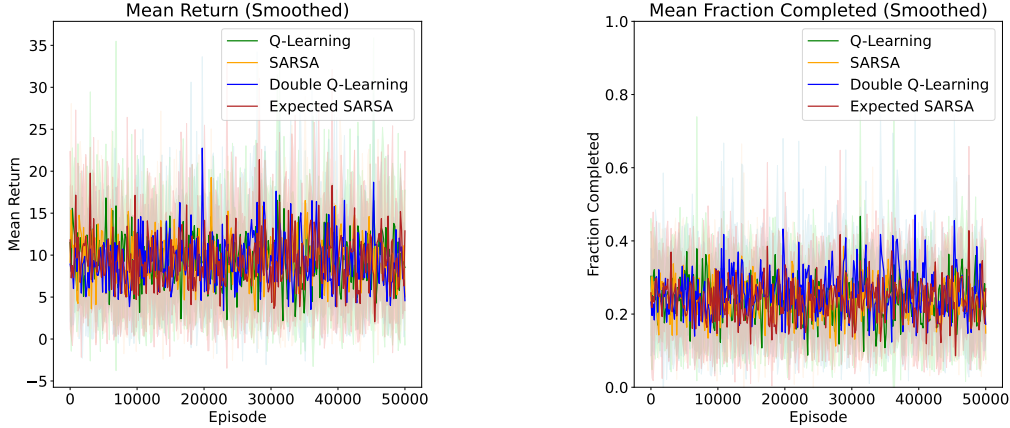 Mean Return (Smoothed)
Mean Return
35
30
25
20
15
10
5
0
−5
Q-Learning
SARSA
Double Q-Learning
Expected SARSA
0 10000 20000 30000 40000 50000
Episode
Mean Fraction Completed (Smoothed)
Fraction Completed
1.0
0.8
0.6
0.4
0.2
0.0
Q-Learning
SARSA
Double Q-Learning
Expected SARSA
0 10000 20000 30000 40000 50000
Episode